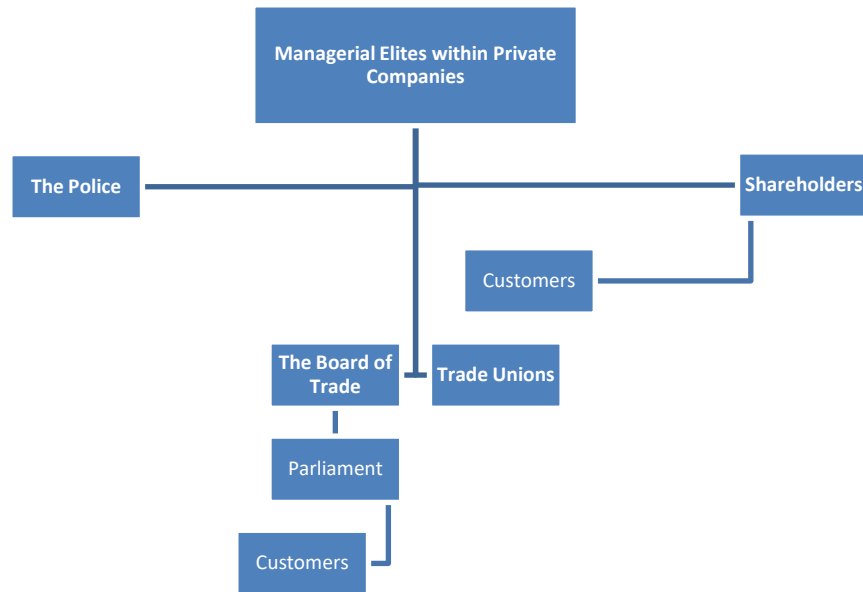 Managerial Elites within Private
Companies
The Police
Shareholders
Customers
The Board of
Trade
Trade Unions
Parliament
Customers